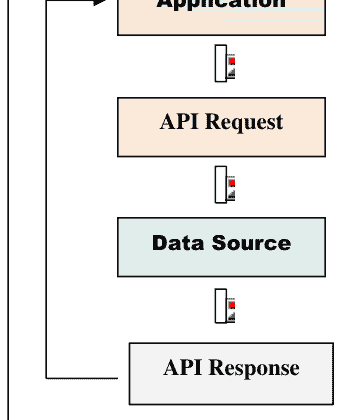 Application
API Request
Data Source
API Response